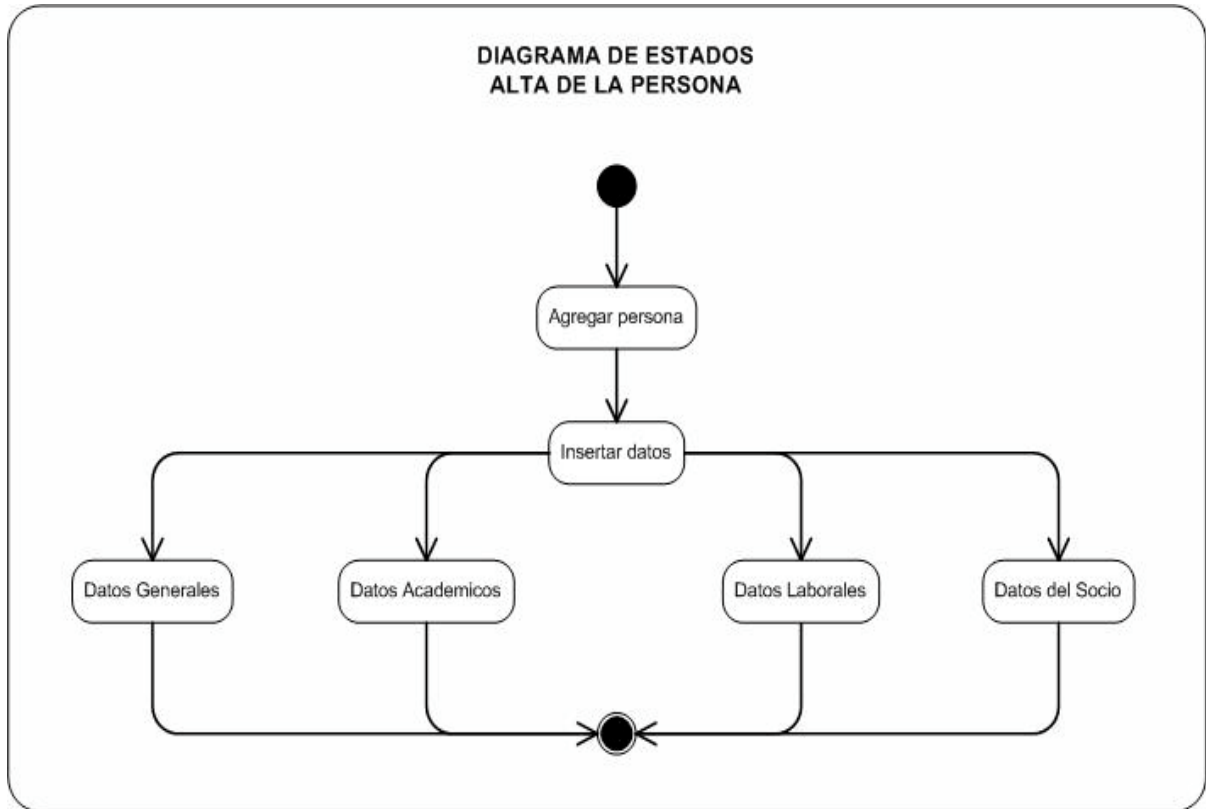 DIAGRAMA DE ESTADOS
ALTA DE LA PERSONA
Agregar persona
Insertar datos
Datos Generales
Datos Academicos
Datos Laborales
Datos del Socio